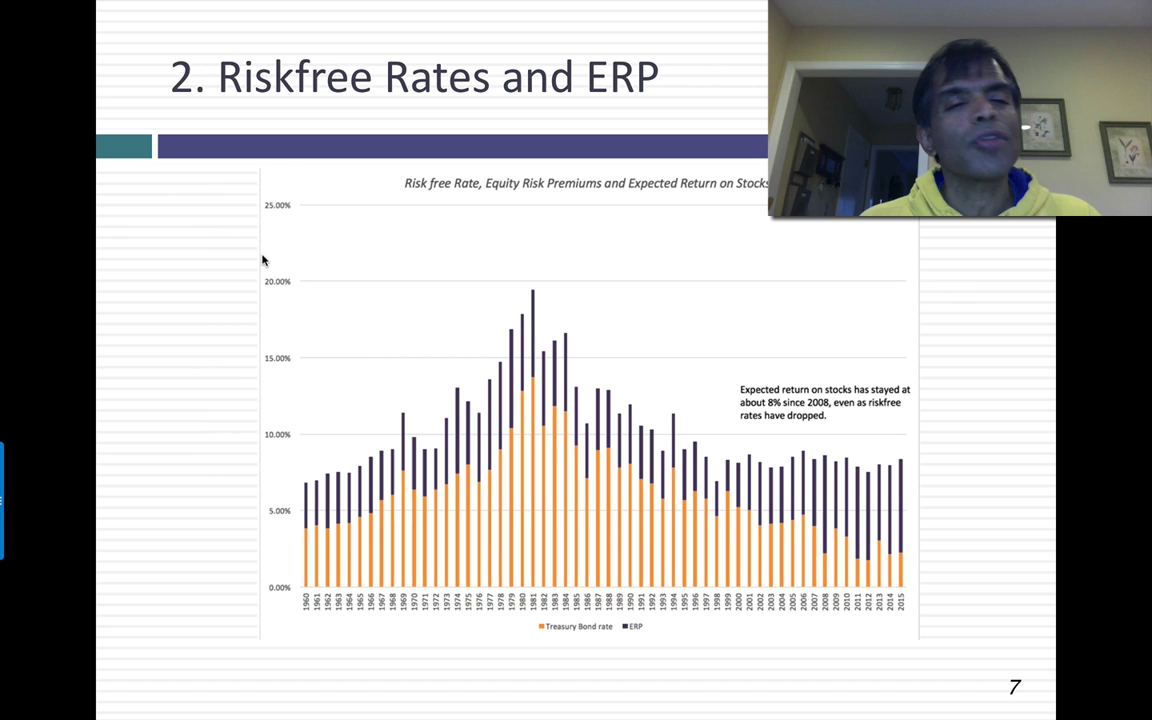 2. Riskfree Rates and ERP
Risk free Rate, Equity Risk Premiums and Expected Return on Stocks
25.00%
20.00%
15.00%
10.00%
5.00%
0.00%
Expected return on stocks has stayed at
about 8% since 2008, even as riskfree
rates have dropped.
1960 1961 1962 1963 1964 1965 1966 1967 1968 1969 1970 1971 1972 1973 1974 1975 1976 1977 1978 1979 1980 1981 1982 1983 1984 1985 1986 1987 1988 1989 1990 1991 1992 1993 1994 1995 1996 1997 1998 1999 2000 2001 2002 2003 2004 2005 2006 2007 2008 2009 2010 2011 2012 2013 2014 2015
Treasury Bond rate ERP
7